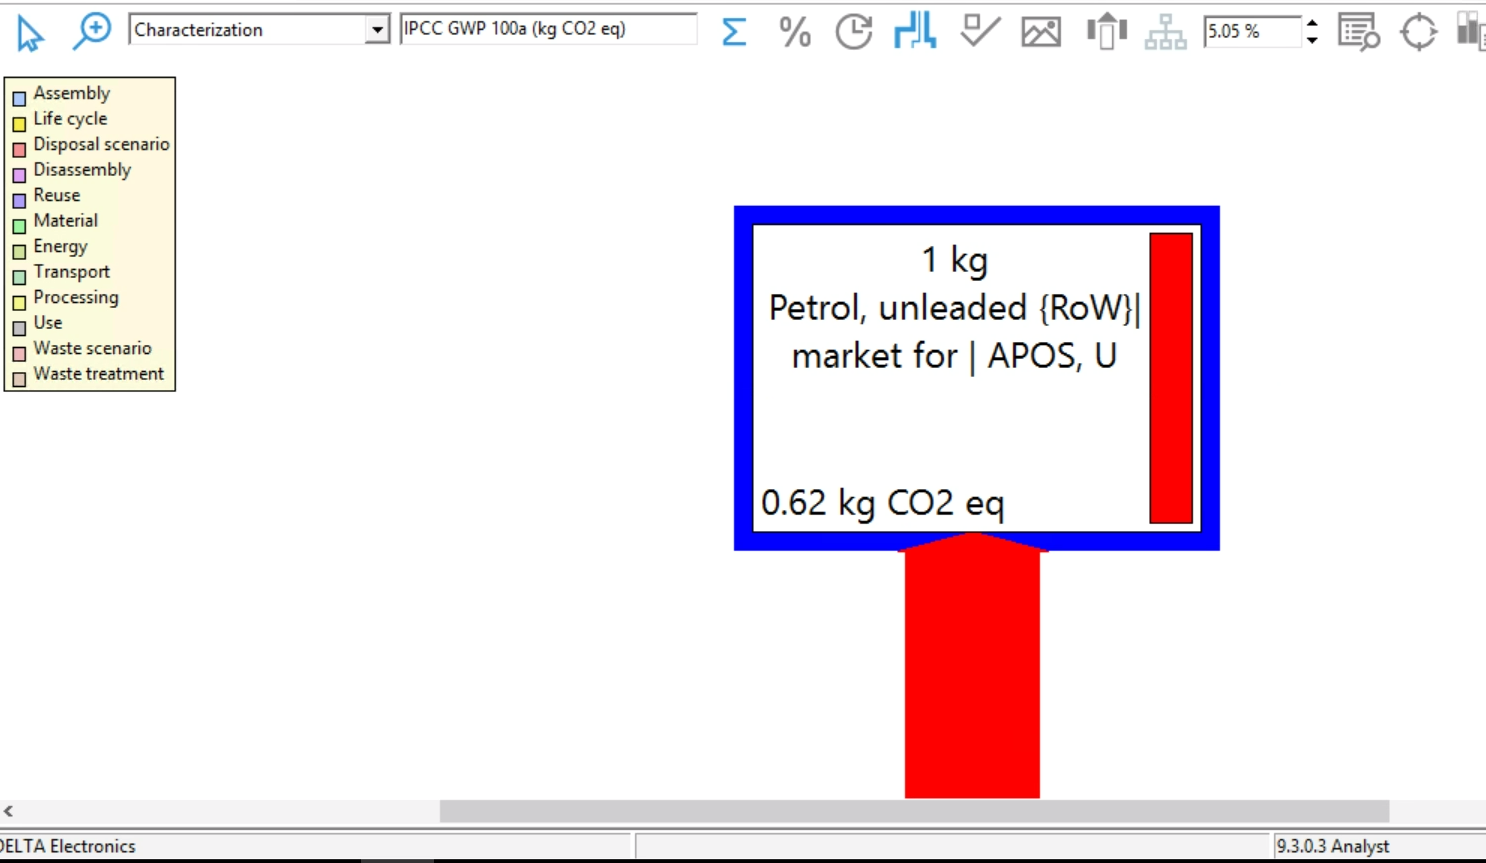 Characterization
IPCC GWP 100a (kg CO2 eq)
Σ
%
5.05 %
Assembly
Life cycle
Disposal scenario
Disassembly
Reuse
Material
Energy
Transport
Processing
Use
Waste scenario
Waste treatment
1 kg
Petrol, unleaded {RoW}|
market for | APOS, U
0.62 kg CO2 eq
DELTA Electronics
9.3.0.3 Analyst